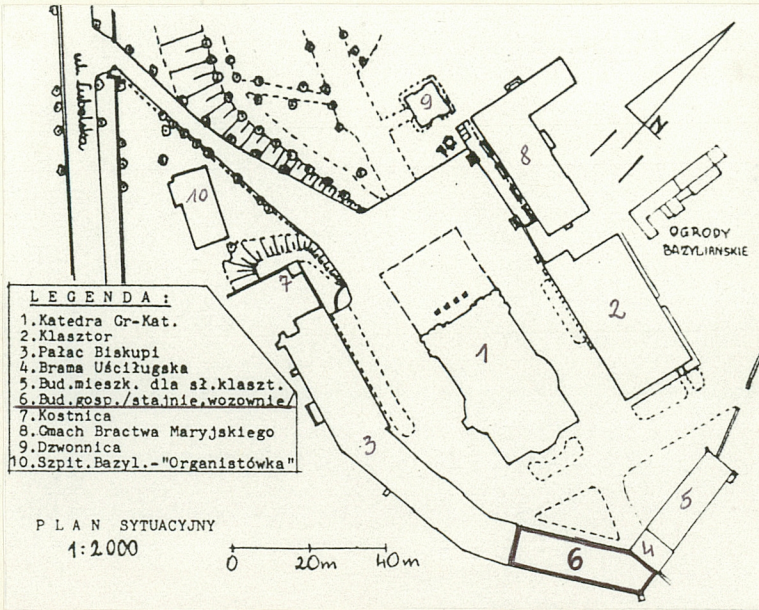 ul. Lubelska
9
8
10
N
OGRODY
BAZYLIAŃSKIE
7
2
1
LEGENDA:
1.Katedra Gr-Kat.
2.Klasztor
3.Pałac Biskupi
4.Brama Uściługska
5.Bud.mieszk. dla sł.klaszt.
6.Bud.gosp./stajnie,wozownie/
7.Kostnica
8.Gmach Bractwa Maryjskiego
9.Dzwonnica
10.Szpit.Bazyl.-"Organistówka"
3
5
4
6
PLAN SYTUACYJNY
1:2000
0 20m 40m